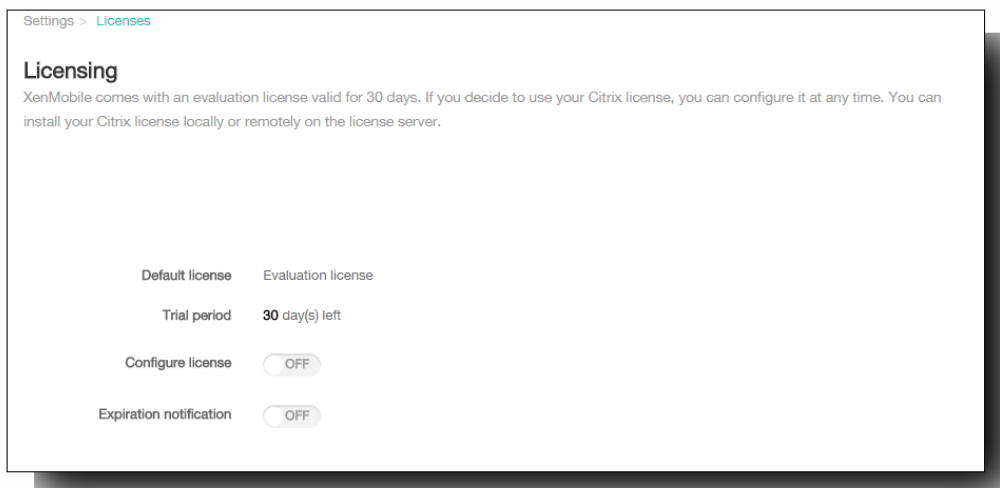 Settings > Licenses
Licensing
XenMobile comes with an evaluation license valid for 30 days. If you decide to use your Citrix license, you can configure it at any time. You can
install your Citrix license locally or remotely on the license server.
Default license Evaluation license
Trial period 30 day(s) left
Configure license OFF
Expiration notification OFF